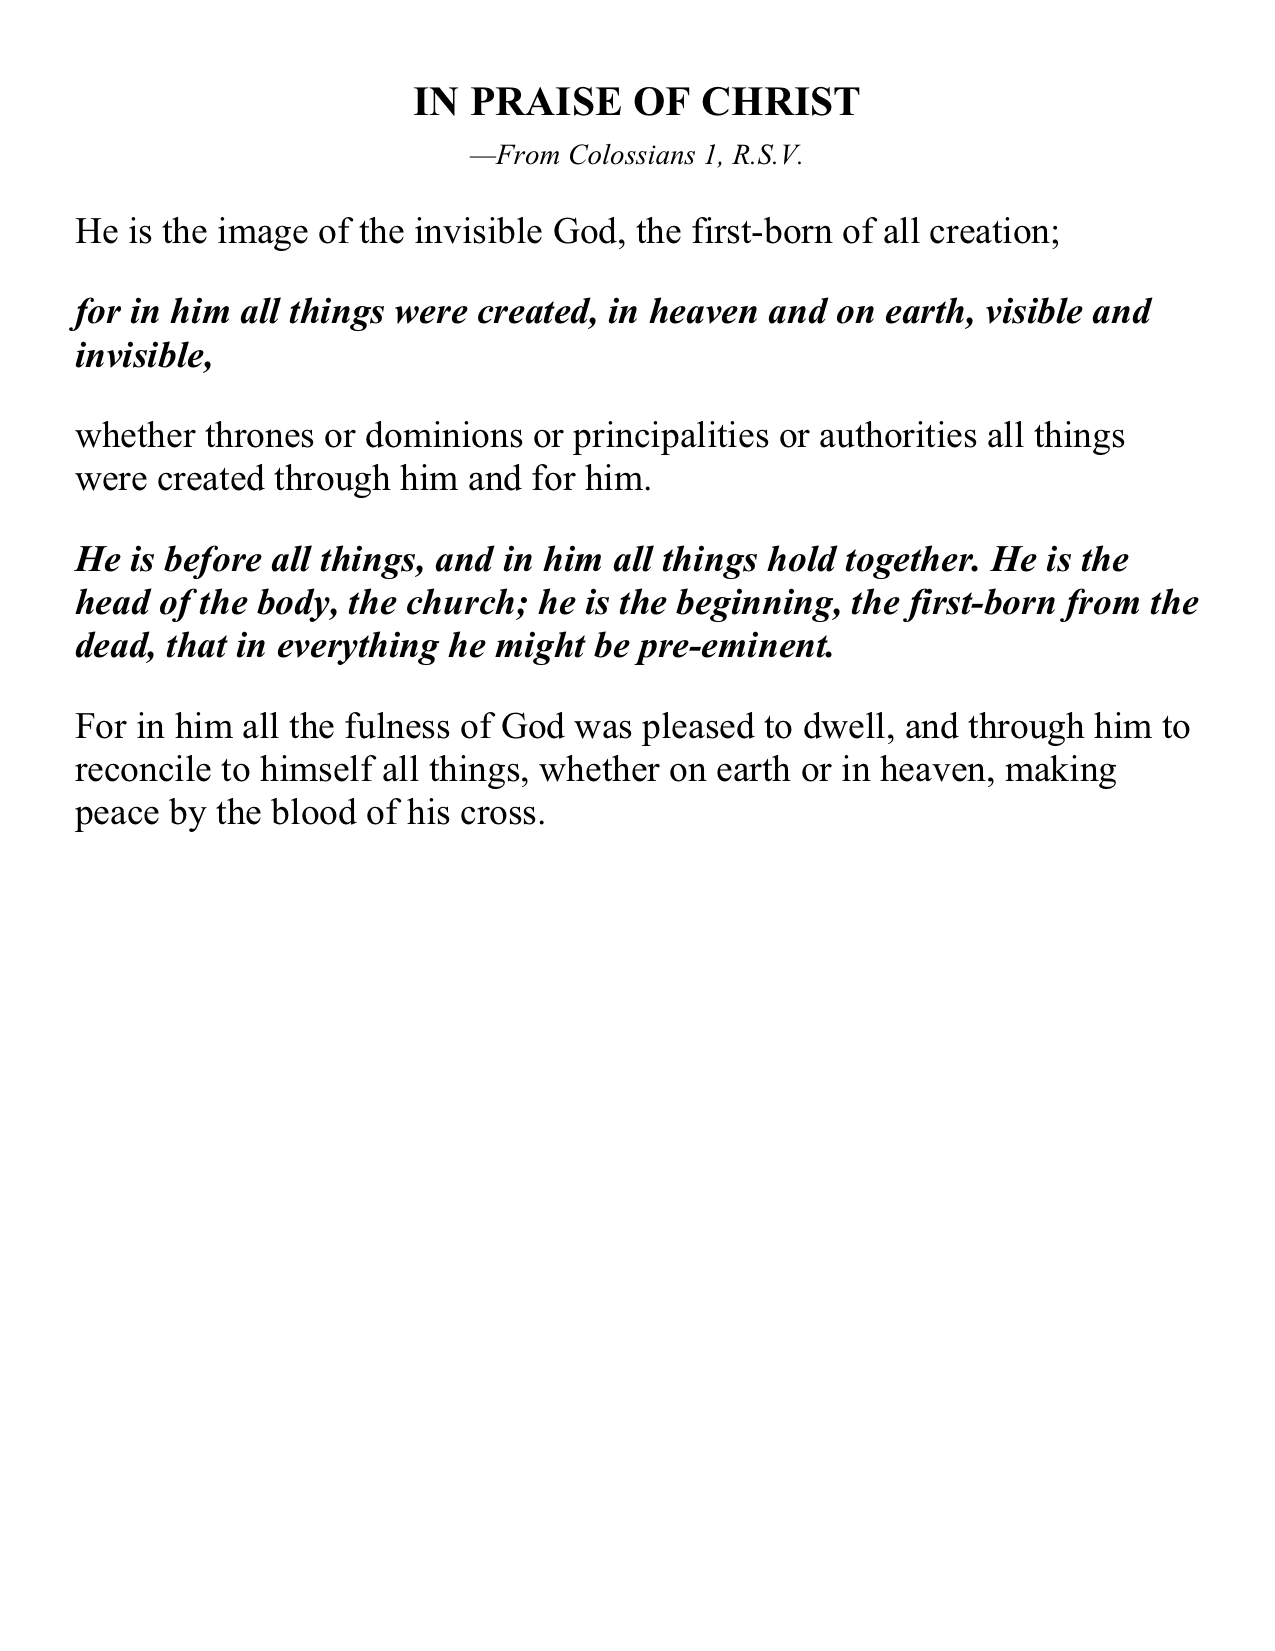 IN PRAISE OF CHRIST
—From Colossians 1, R.S.V.
He is the image of the invisible God, the first-born of all creation;
for in him all things were created, in heaven and on earth, visible and
invisible,
whether thrones or dominions or principalities or authorities all things
were created through him and for him.
He is before all things, and in him all things hold together. He is the
head of the body, the church; he is the beginning, the first-born from the
dead, that in everything he might be pre-eminent.
For in him all the fulness of God was pleased to dwell, and through him to
reconcile to himself all things, whether on earth or in heaven, making
peace by the blood of his cross.